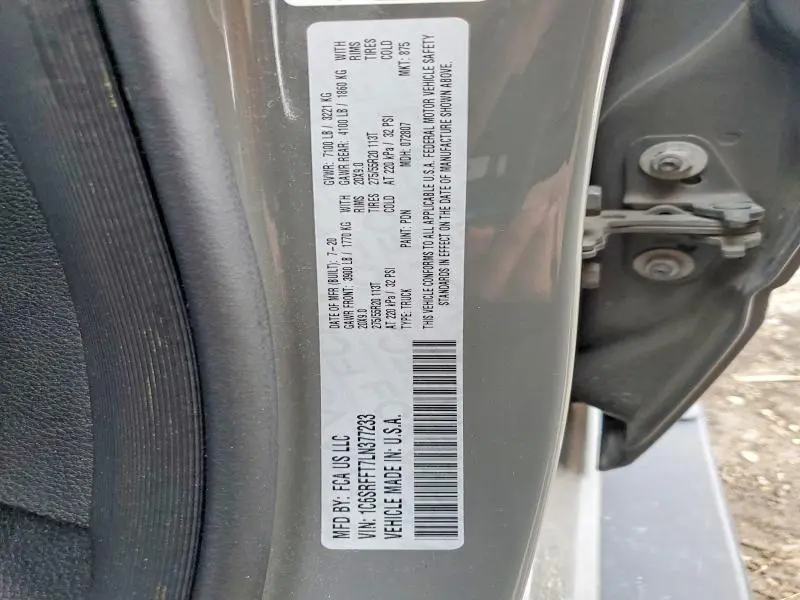 MFD BY: FCA US LLC
DATE OF MFR (BUILT): 7-20
GVWR: 7100 LB / 3221 KG
GAWR FRONT: 3900 LB / 1770 KG
WITH
GAWR REAR: 4100 LB / 1860 KG
WITH
20X9.0
RIMS
20X9.0
RIMS
275/55R20 113T
TIRES
275/55R20 113T
TIRES
AT 220 kPa / 32 PSI
COLD
AT 220 kPa / 32 PSI
COLD
VIN: 1C6SRFFT7LN377233
TYPE: TRUCK
PAINT: PDN
MDH: 072807
MKT: 875
VEHICLE MADE IN: U.S.A.
THIS VEHICLE CONFORMS TO ALL APPLICABLE U.S.A. FEDERAL MOTOR VEHICLE SAFETY
STANDARDS IN EFFECT ON THE DATE OF MANUFACTURE SHOWN ABOVE.